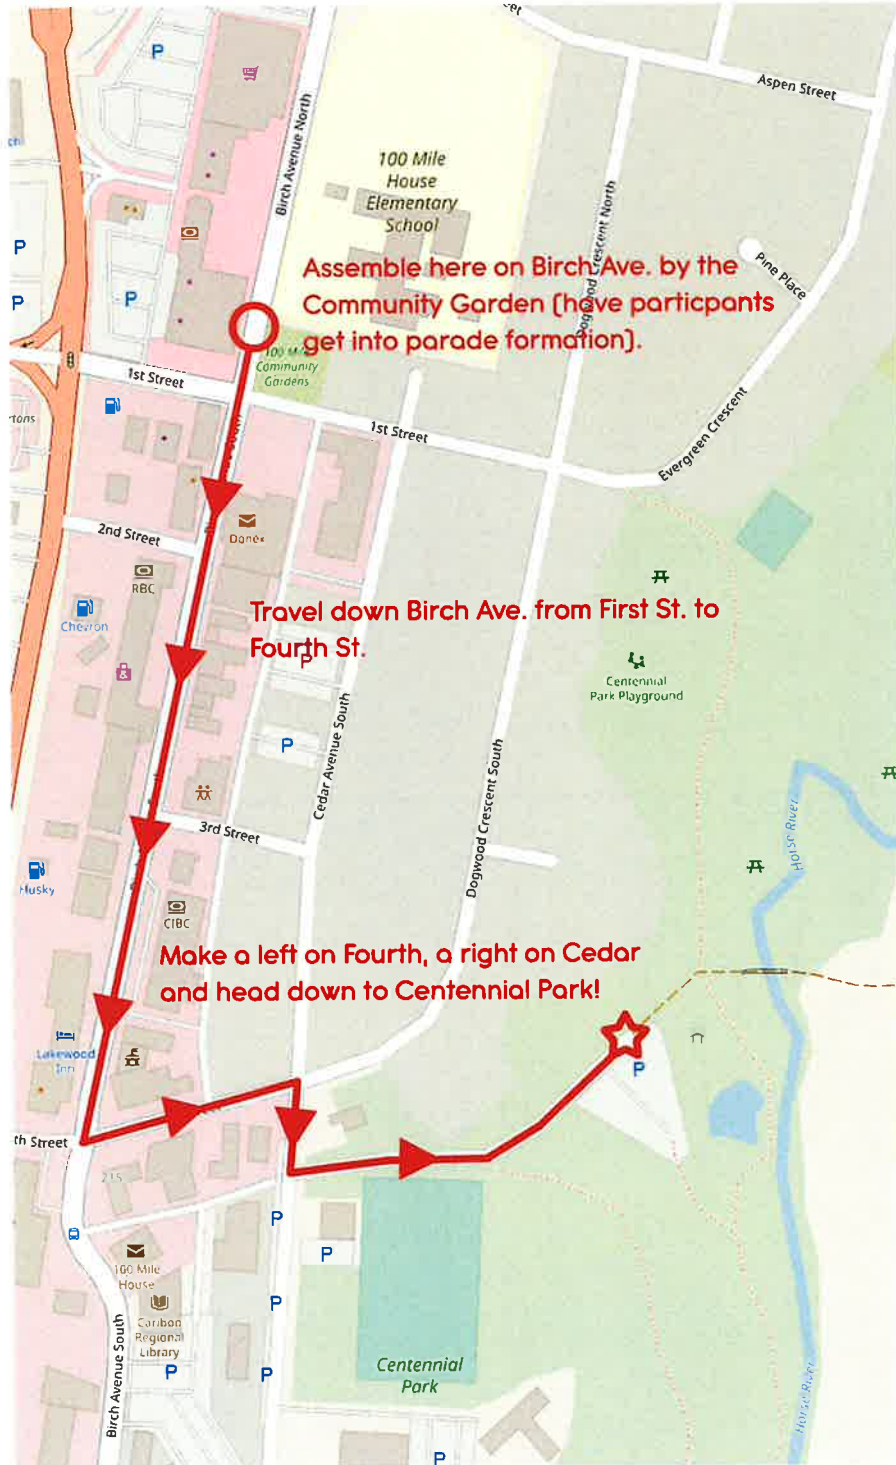 P
Aspen Street
Birch Avenue North
100 Mile
House
Elementary
School
Dogwood Crescent North
P
P
P
Pine Place
Assemble here on Birch Ave. by the
Community Garden (have particpants
get into parade formation).
100 Mile
Community
Gardens
1st Street
1st Street
Evergreen Crescent
2nd Street
Donex
RBC
Chevron
Travel down Birch Ave. from First St. to
Fourth St.
P
Centennial
Park Playground
P
Cedar Avenue South
Dogwood Crescent South
Horse River
3rd Street
Husky
CIBC
Make a left on Fourth, a right on Cedar
and head down to Centennial Park!
Lakewood
Inn
P
th Street
215
P
P
100 Mile
House
P
Cariboo
Regional
Library
Birch Avenue South
P
P
Centennial
Park
Horse River
P